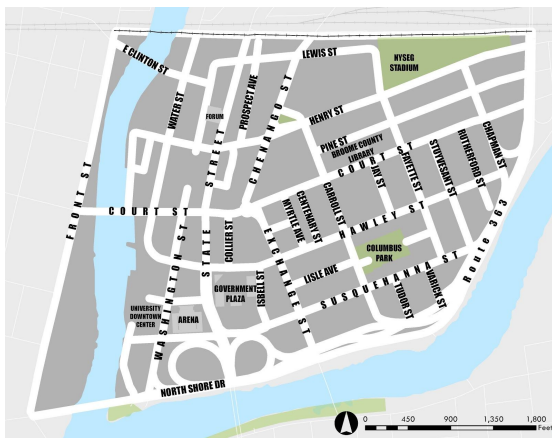 E CLINTON ST
LEWIS ST
NYSEG
STADIUM
WATER ST
PROSPECT AVE
FORUM
CHENANGO ST
HENRY ST
PINE ST
BROOME COUNTY
LIBRARY
COURT ST
CHAPMAN ST
RUTHERFORD ST
STUYVESANT ST
FAYETTE ST
JAY ST
CARROLL ST
CENTENARY ST
MYRTLE AVE
HAWLEY ST
FRONT ST
COURT ST
STATE STREET
COLLIER ST
WASHINGTON ST
EXCHANGE ST
COLUMBUS
PARK
LISLE AVE
SUSQUEHANNA ST
Route 363
GOVERNMENT
PLAZA
ISBELL ST
TUDOR ST
VARICK ST
UNIVERSITY
DOWNTOWN
CENTER
ARENA
NORTH SHORE DR
0 450 900 1,350 1,800
Feet